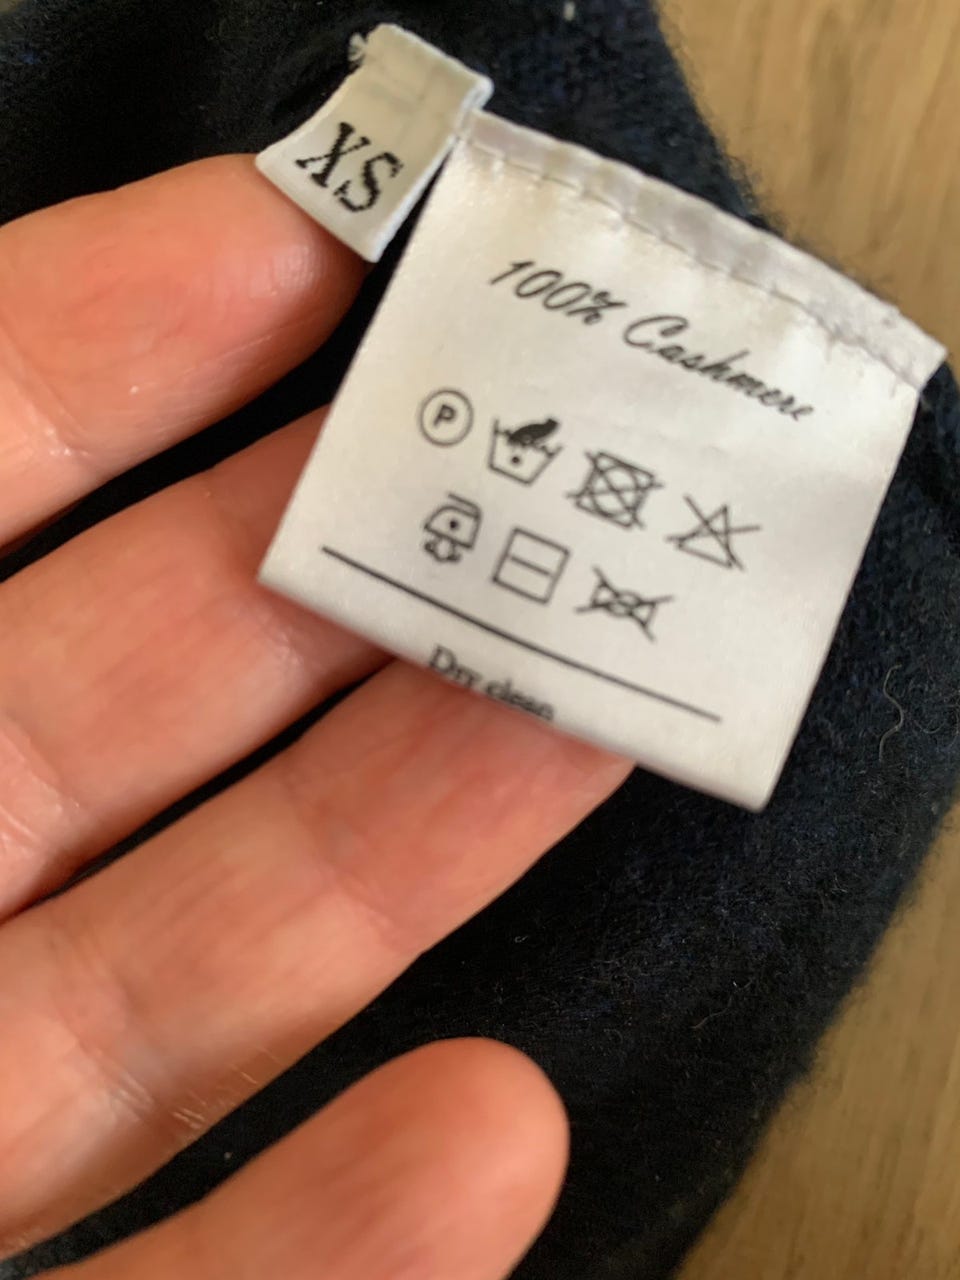 XS
100% Cashmere
P
Dry clean